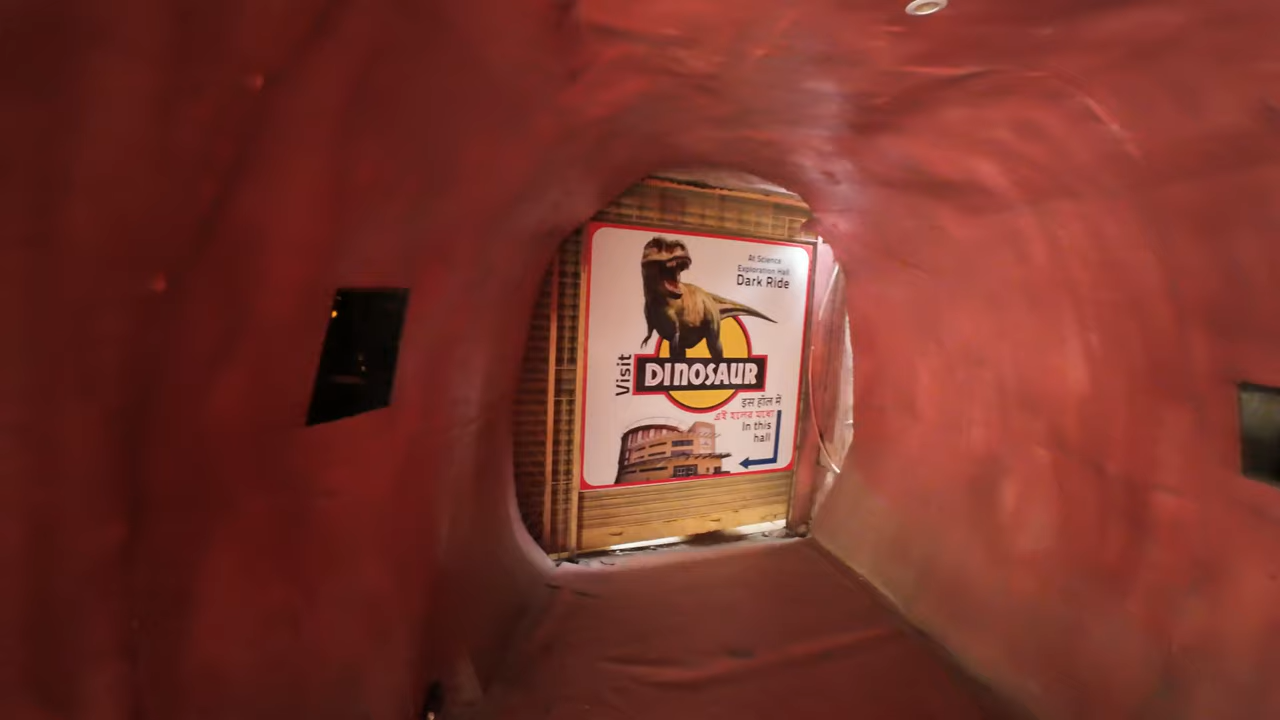 At Science
Exploration Hall
Dark Ride
Visit
DINOSAUR
इस हॉल में
এই হলের মধ্যে
In this
hall